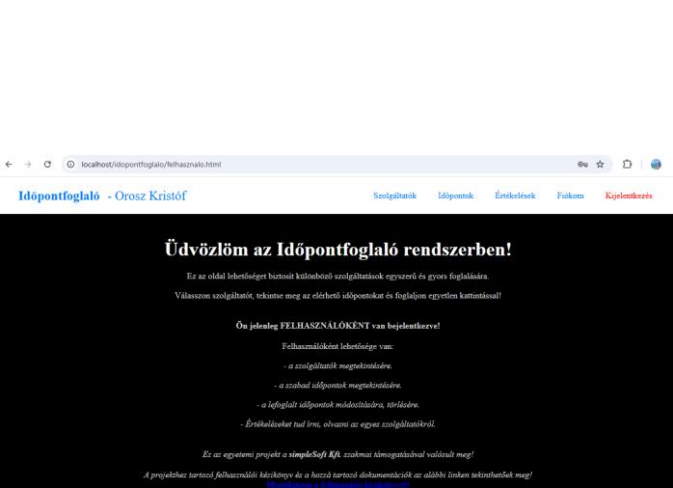 localhost/idopontfoglalo/felhasznalo.html
Időpontfoglaló - Orosz Kristóf Szolgáltatók Időpontok Értékelések Fiókom Kijelentkezés
Üdvözlöm az Időpontfoglaló rendszerben!
Ez az oldal lehetőséget biztosít különböző szolgáltatások egyszerű és gyors foglalására.
Válasszon szolgáltatót, tekintse meg az elérhető időpontokat és foglaljon egyetlen kattintással!
Ön jelenleg FELHASZNÁLÓKÉNT van bejelentkezve!
Felhasználóként lehetősége van:
- a szolgáltatók megtekintésére.
- a szabad időpontok megtekintésére.
- a lefoglalt időpontok módosítására, törlésére.
- Értékeléseket tud írni, olvasni az egyes szolgáltatókról.
Ez az egyetemi projekt a simpleSoft Kft. szakmai támogatásával valósult meg!
A projekthez tartozó felhasználói kézikönyv és a hozzá tartozó dokumentációk az alábbi linken tekinthetőek meg!